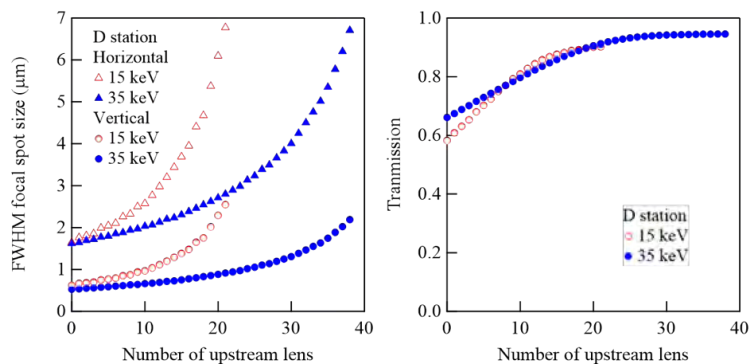 7
6
5
4
3
2
1
0
FWHM focal spot size (μm)
D station
Horizontal
15 keV
35 keV
Vertical
15 keV
35 keV
0
10
20
30
40
Number of upstream lens
1.0
0.8
0.6
0.4
0.2
0.0
Tranmission
D station
15 keV
35 keV
0
10
20
30
40
Number of upstream lens